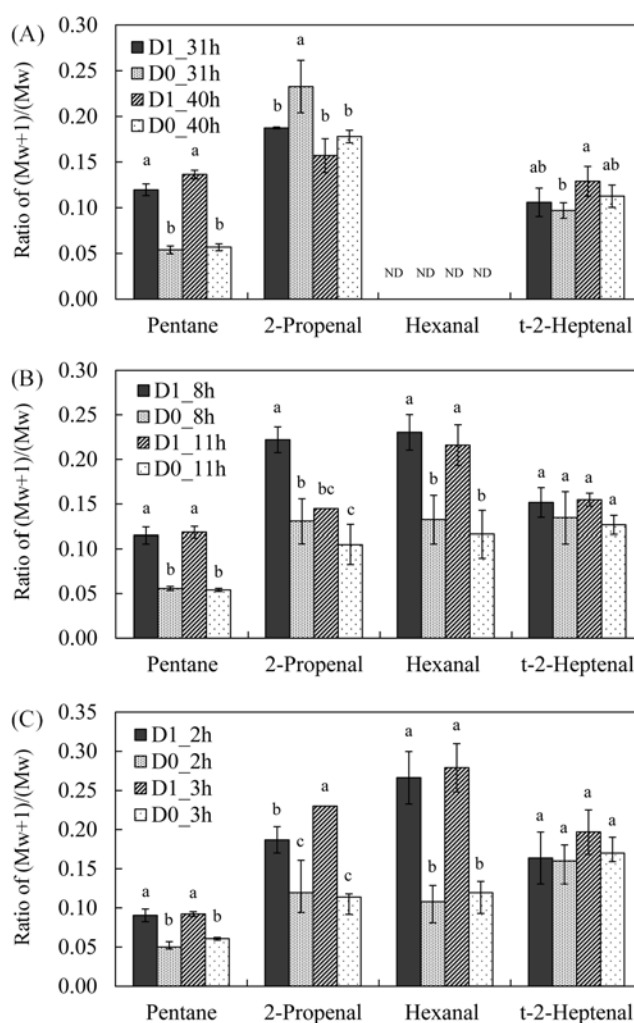 (A)
D1_31h
D0_31h
D1_40h
D0_40h
Ratio of (Mw+1)/(Mw)
0.30
0.25
0.20
0.15
0.10
0.05
0.00
a b a b
b a b b
ND ND ND ND
ab b a ab
Pentane 2-Propenal Hexanal t-2-Heptenal
(B)
D1_8h
D0_8h
D1_11h
D0_11h
Ratio of (Mw+1)/(Mw)
0.30
0.25
0.20
0.15
0.10
0.05
0.00
a b a b
a b bc c
a b a b
a a a a
Pentane 2-Propenal Hexanal t-2-Heptenal
(C)
D1_2h
D0_2h
D1_3h
D0_3h
Ratio of (Mw+1)/(Mw)
0.35
0.30
0.25
0.20
0.15
0.10
0.05
0.00
a b a b
b c a c
a b a b
a a a a
Pentane 2-Propenal Hexanal t-2-Heptenal